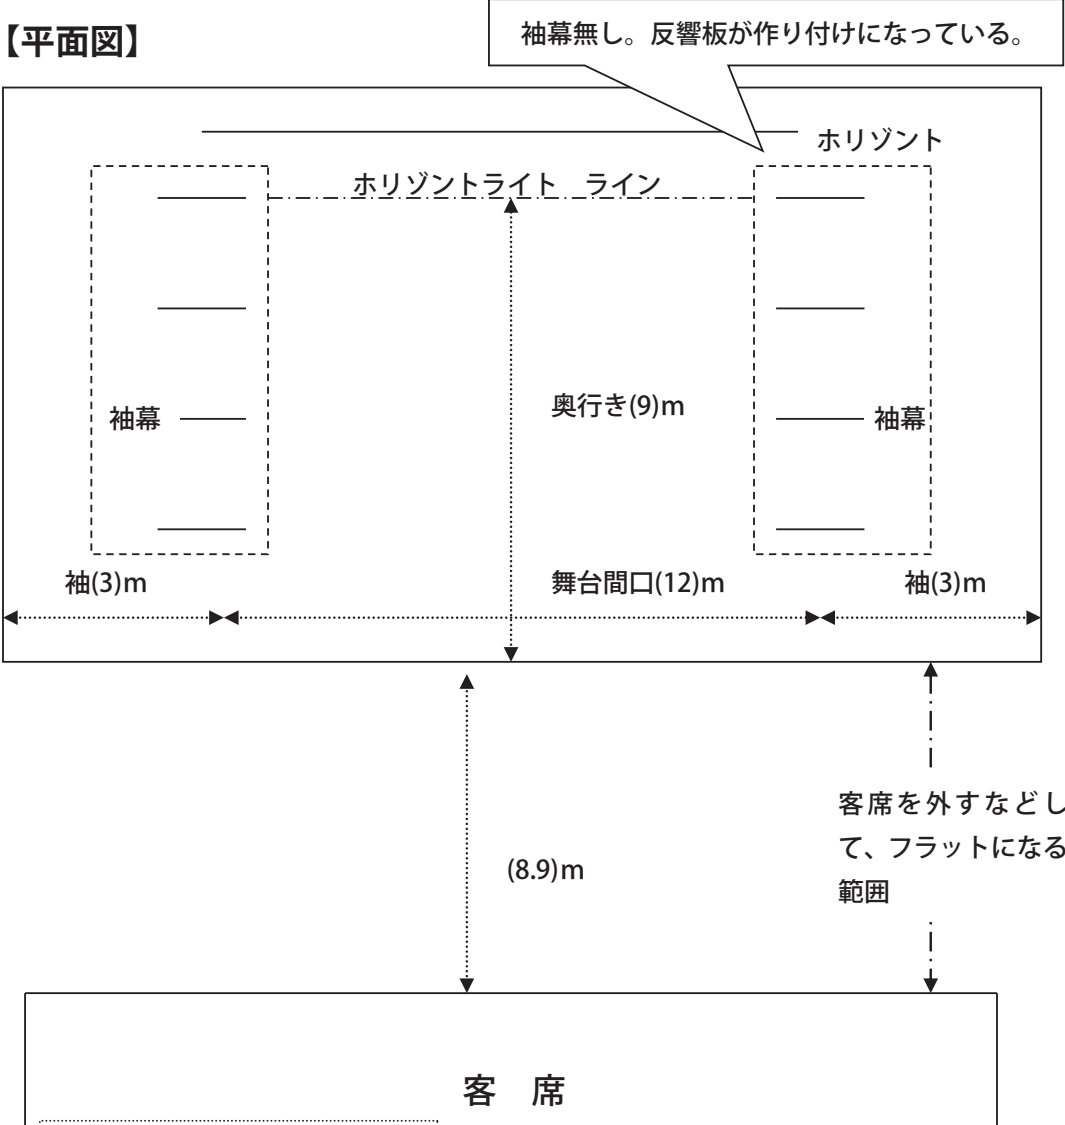 【平面図】
袖幕無し。反響板が作り付けになっている。
ホリゾント
ホリゾントライト　ライン
奥行き(9)m
袖幕
袖幕
袖(3)m
舞台間口(12)m
袖(3)m
客席を外すなどし
て、フラットになる
範囲
(8.9)m
客　席